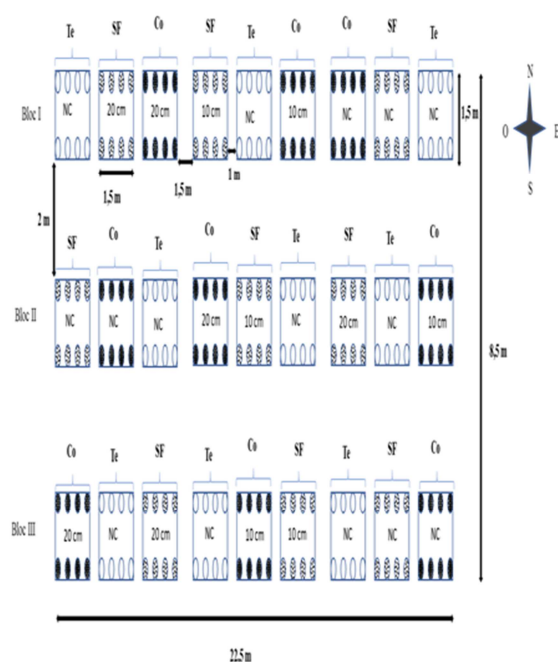 Te SF Co SF Te Co Co SF Te
N
Bloc I NC 20 cm 20 cm 10 cm NC 10 cm NC NC NC 1,5 m
O E
S
1,5 m 1,5 m 1 m
2 m
SF Co Te Co SF Te SF Te Co
Bloc II NC NC NC 20 cm 10 cm NC 20 cm NC 10 cm
8,5 m
Co Te SF Te Co SF Te SF Co
Bloc III 20 cm NC 20 cm NC 10 cm 10 cm NC NC NC
22.5 m